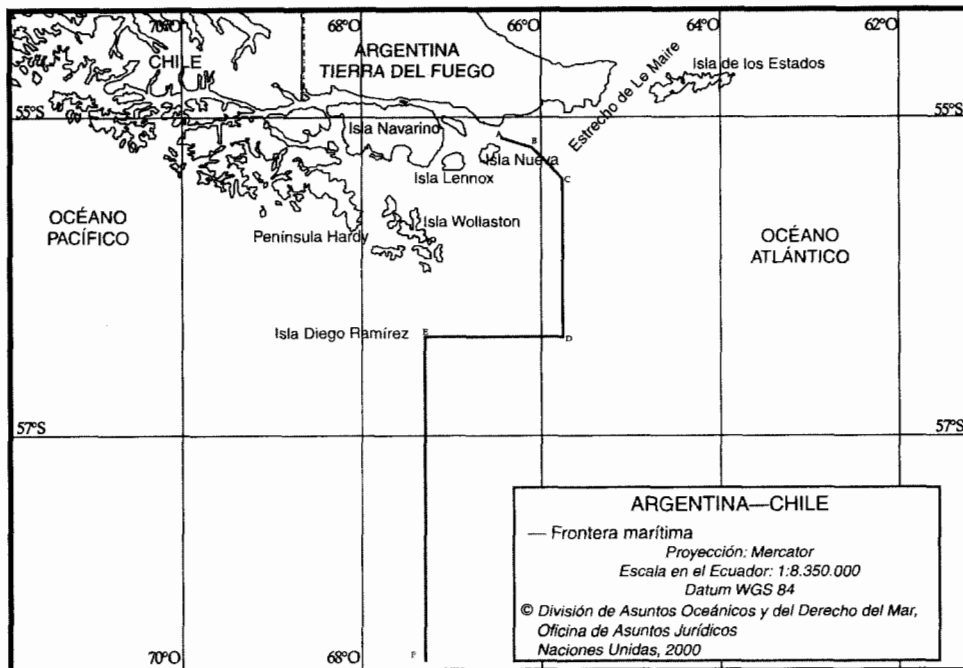 70°O
68°O
66°O
64°O
62°O
CHILE
ARGENTINA
TIERRA DEL FUEGO
Estrecho de Le Maire
Isla de los Estados
55°S
55°S
Isla Navarino
A
B
Isla Nueva
Isla Lennox
C
OCÉANO
PACÍFICO
Isla Wollaston
Península Hardy
OCÉANO
ATLÁNTICO
Isla Diego Ramírez
E
D
57°S
57°S
ARGENTINA—CHILE
— Frontera marítima
Proyección: Mercator
Escala en el Ecuador: 1:8.350.000
Datum WGS 84
© División de Asuntos Oceánicos y del Derecho del Mar,
Oficina de Asuntos Jurídicos
Naciones Unidas, 2000
F
70°O
68°O